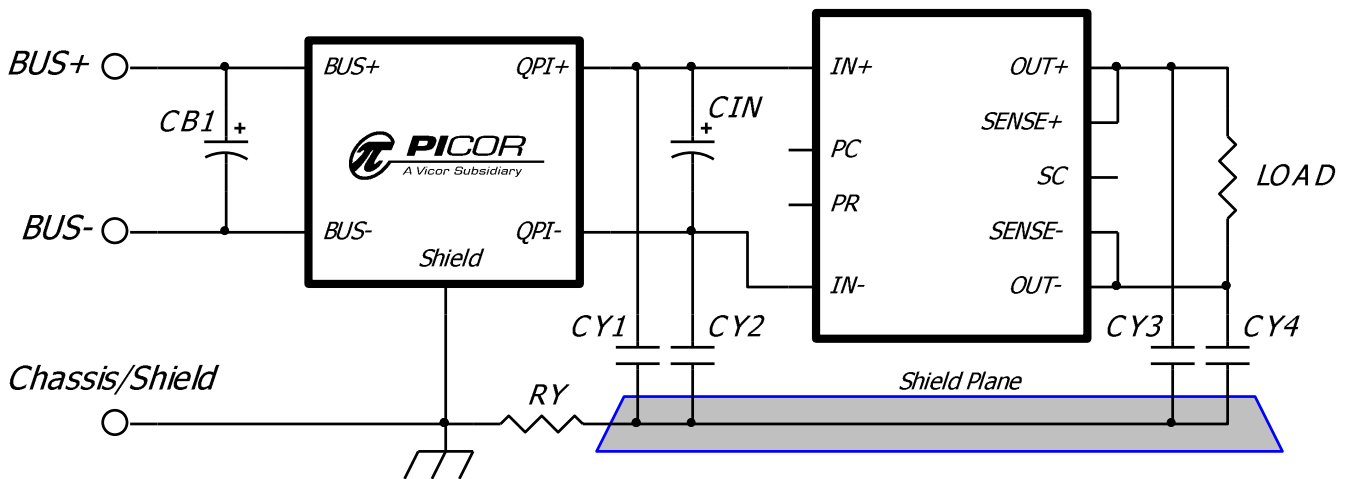 BUS+
BUS-
Chassis/Shield
CB1
+
BUS+
QPI+
PICOR
A Vicor Subsidiary
BUS-
QPI-
Shield
CIN
+
CY1
CY2
RY
IN+
PC
PR
IN-
OUT+
SENSE+
SC
SENSE-
OUT-
LOAD
CY3
CY4
Shield Plane